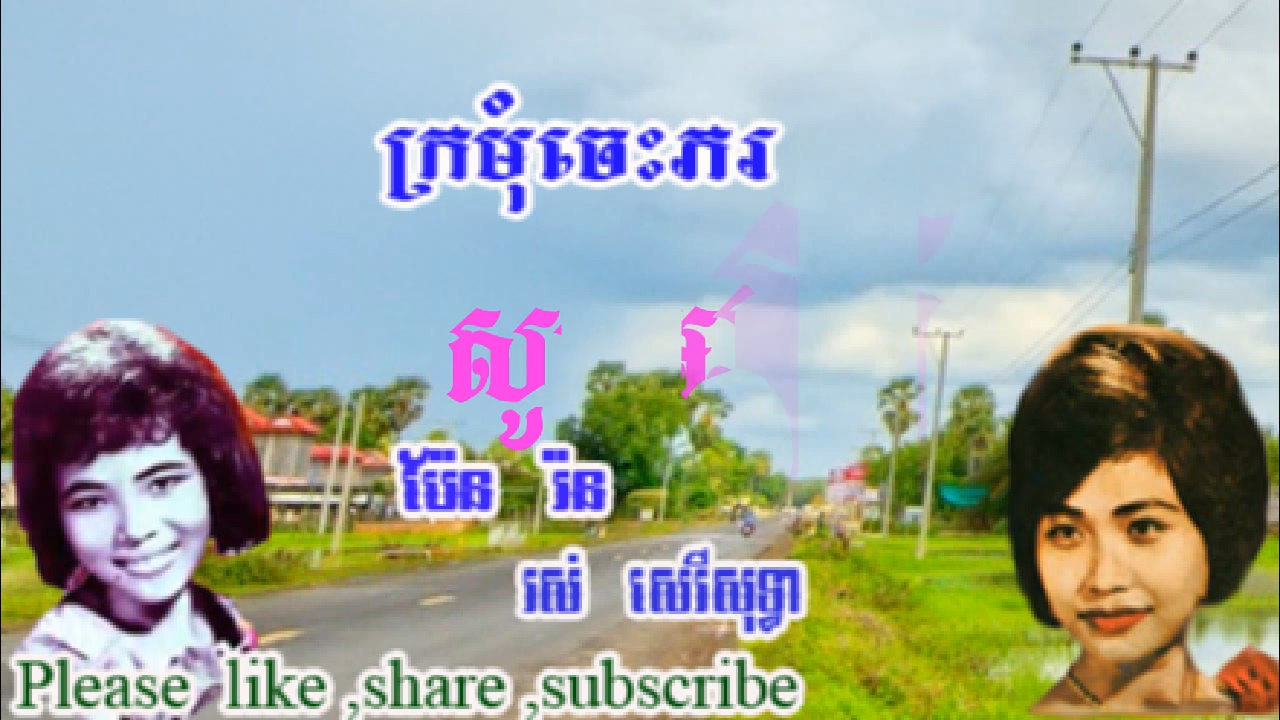 ក្រមុំចេះភរ
សូ
ប៉ែន រ៉ន
រស់ សេរីសុទ្ធា
Please like ,share ,subscribe